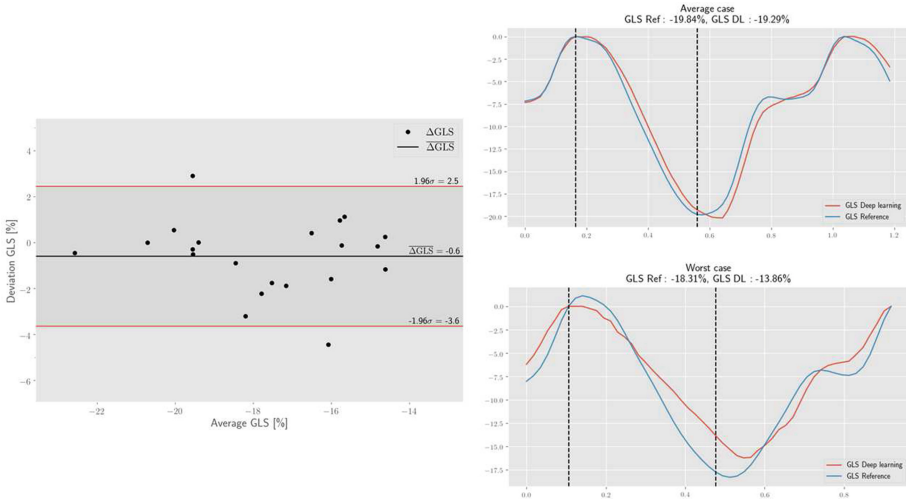 4
2
0
−2
−4
−6
−22
−20
−18
−16
−14
Deviation GLS [%]
Average GLS [%]
ΔGLS
ΔGLS
1.96σ = 2.5
ΔGLS = -0.6
-1.96σ = -3.6
Average case
GLS Ref : -19.84%, GLS DL : -19.29%
0.0
−2.5
−5.0
−7.5
−10.0
−12.5
−15.0
−17.5
−20.0
0.0
0.2
0.4
0.6
0.8
1.0
1.2
GLS Deep learning
GLS Reference
Worst case
GLS Ref : -18.31%, GLS DL : -13.86%
0.0
−2.5
−5.0
−7.5
−10.0
−12.5
−15.0
−17.5
0.0
0.2
0.4
0.6
0.8
GLS Deep learning
GLS Reference